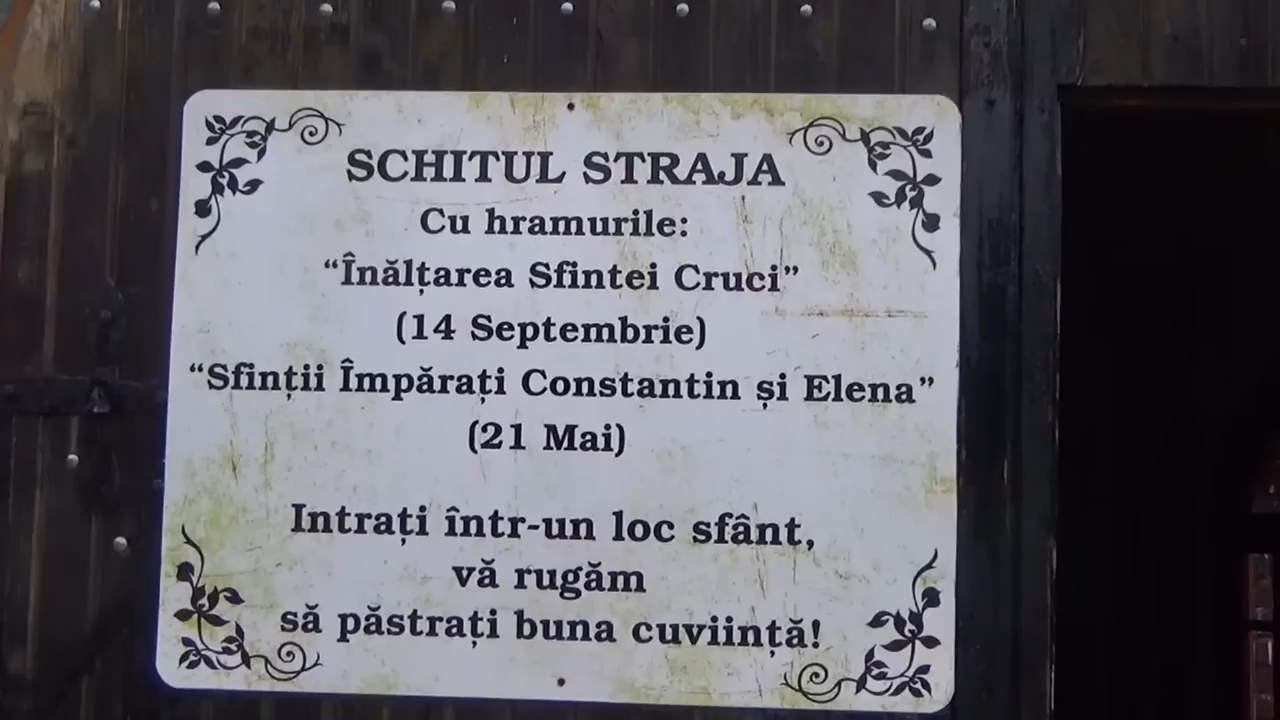 SCHITUL STRAJA
Cu hramurile:
“Înălțarea Sfintei Cruci”
(14 Septembrie)
“Sfinții Împărați Constantin și Elena”
(21 Mai)
Intrați într-un loc sfânt,
vă rugăm
să păstrați buna cuviință!